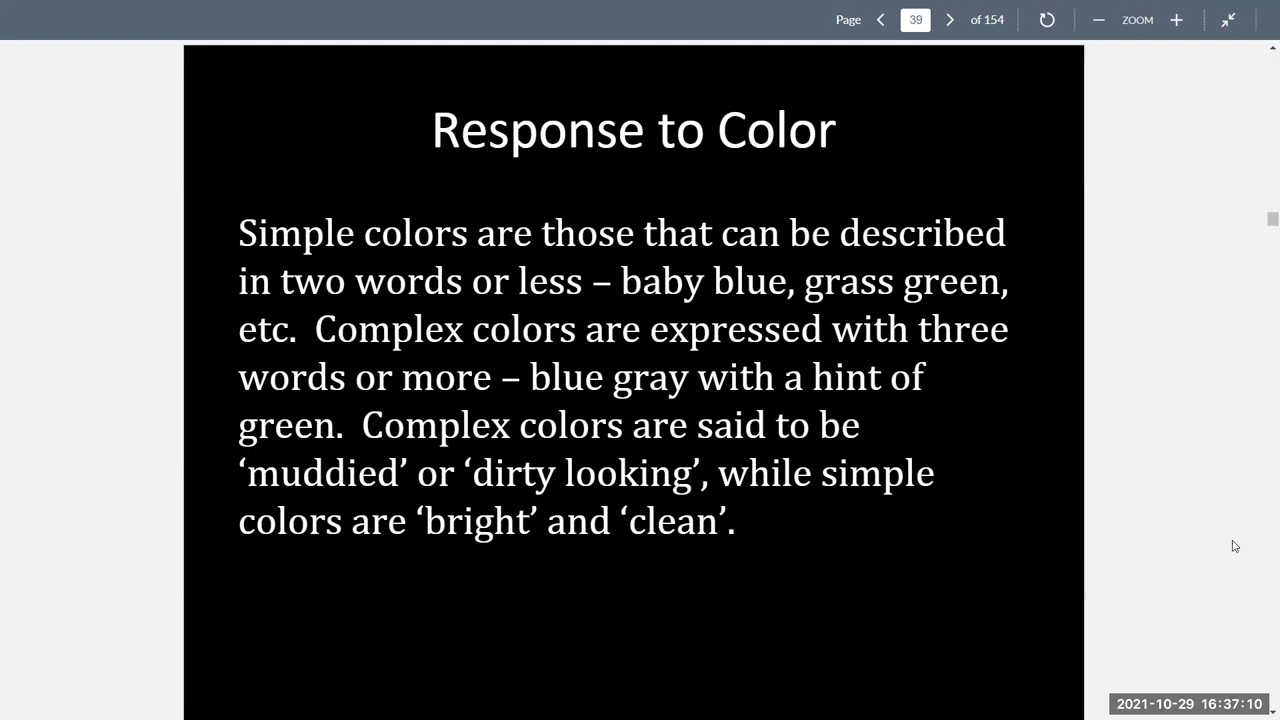 Page 39 of 154 ZOOM
Response to Color
Simple colors are those that can be described
in two words or less – baby blue, grass green,
etc.  Complex colors are expressed with three
words or more – blue gray with a hint of
green.  Complex colors are said to be
‘muddied’ or ‘dirty looking’, while simple
colors are ‘bright’ and ‘clean’.
2021-10-29 16:37:10